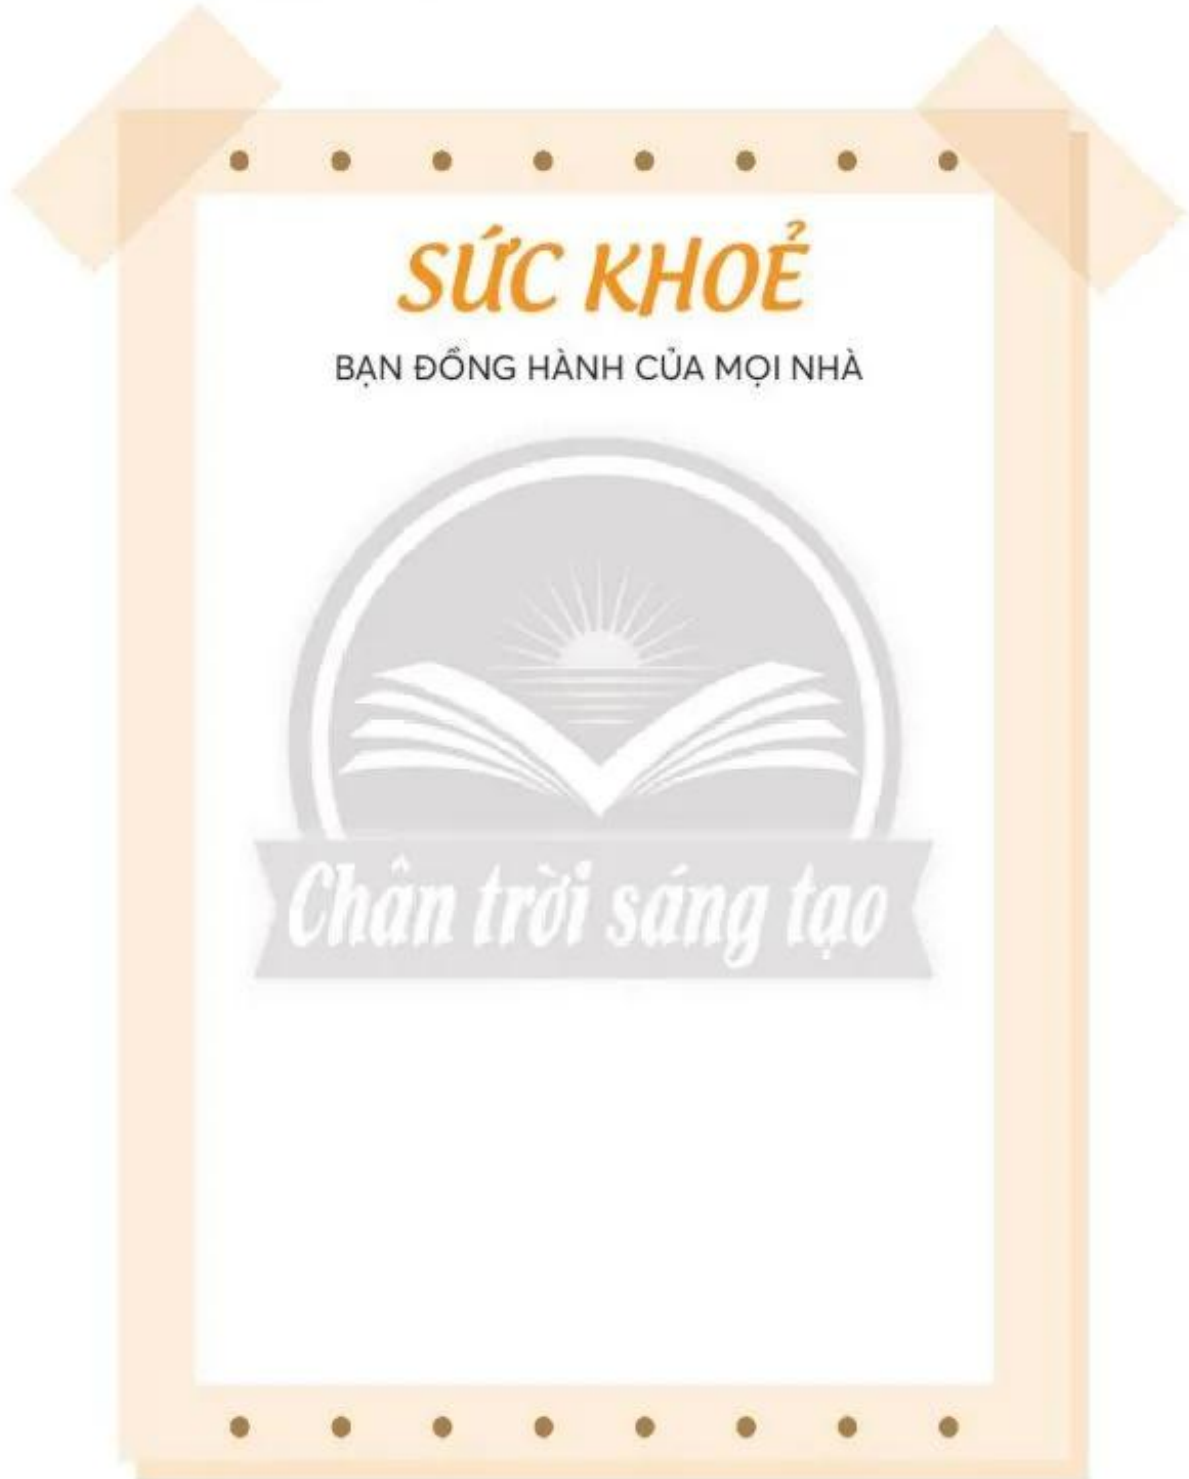 SỨC KHOẺ
BẠN ĐỒNG HÀNH CỦA MỌI NHÀ
Chân trời sáng tạo